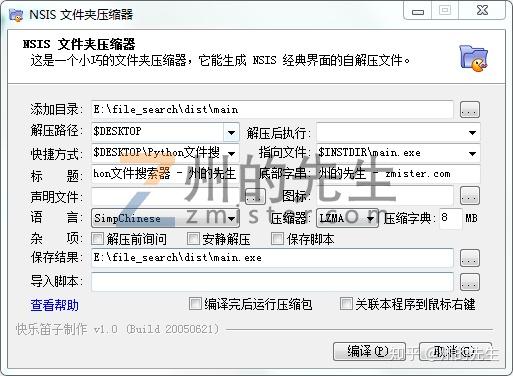 NSIS 文件夹压缩器
NSIS 文件夹压缩器
这是一个小巧的文件夹压缩器，它能生成 NSIS 经典界面的自解压文件。
添加目录: E:\file_search\dist\main ...
解压路径: $DESKTOP 解压后执行:
快捷方式: $DESKTOP\Python文件搜 指向文件: $INSTDIR\main.exe
标 题: hon文件搜索器 - 州的先生 底部字串: 州的先生 - zmister.com
声明文件: ... 图标: ...
语 言: SimpChinese 压缩器: LZMA 压缩字典: 8 MB
杂 项: 解压前询问 安静解压 保存脚本
保存结果: E:\file_search\dist\main.exe ...
导入脚本: ...
查看帮助 编译完后运行压缩包 关联本程序到鼠标右键
快乐笛子制作 v1.0 (Build 20050621)
编译(P) 取消(C)
州的先生
zmister.com
知乎 @州的先生